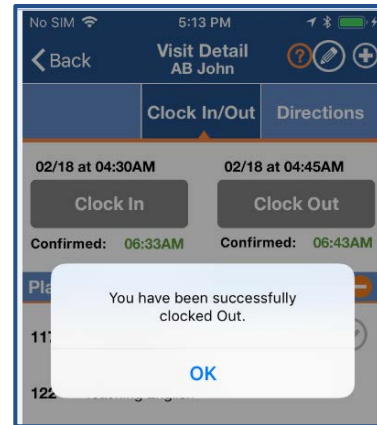 No SIM 5:13 PM
Back Visit Detail
AB John
Clock In/Out Directions
02/18 at 04:30AM 02/18 at 04:45AM
Clock In Clock Out
Confirmed: 06:33AM Confirmed: 06:43AM
You have been successfully
clocked Out.
OK